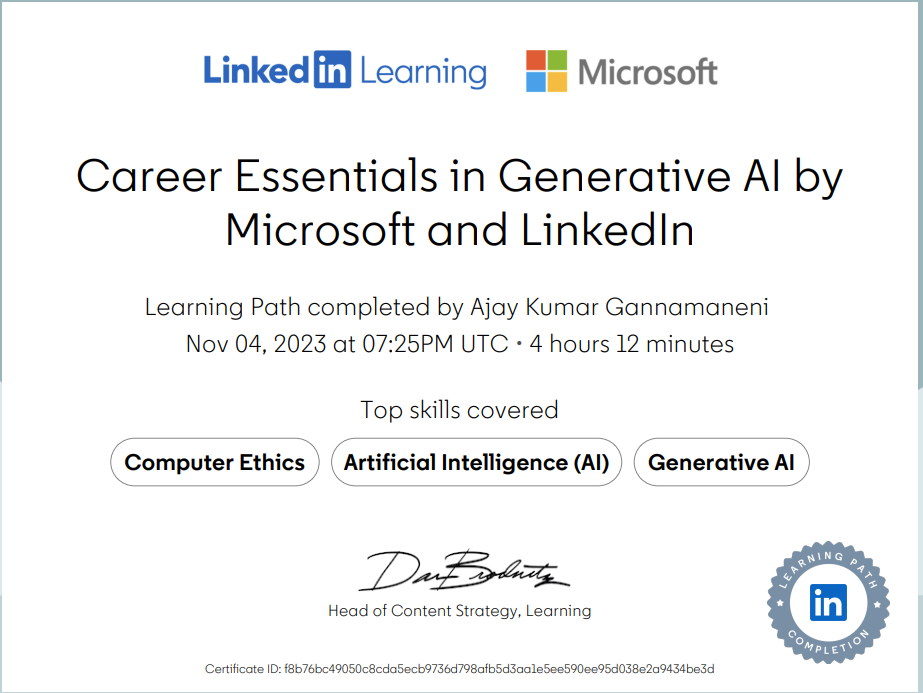 LinkedIn Learning Microsoft
Career Essentials in Generative AI by
Microsoft and LinkedIn
Learning Path completed by Ajay Kumar Gannamaneni
Nov 04, 2023 at 07:25PM UTC • 4 hours 12 minutes
Top skills covered
Computer Ethics Artificial Intelligence (AI) Generative AI
Head of Content Strategy, Learning
LEARNING PATH
in
COMPLETION
Certificate ID: f8b76bc49050c8cda5ecb9736d798afb5d3aa1e5ee590ee95d038e2a9434be3d